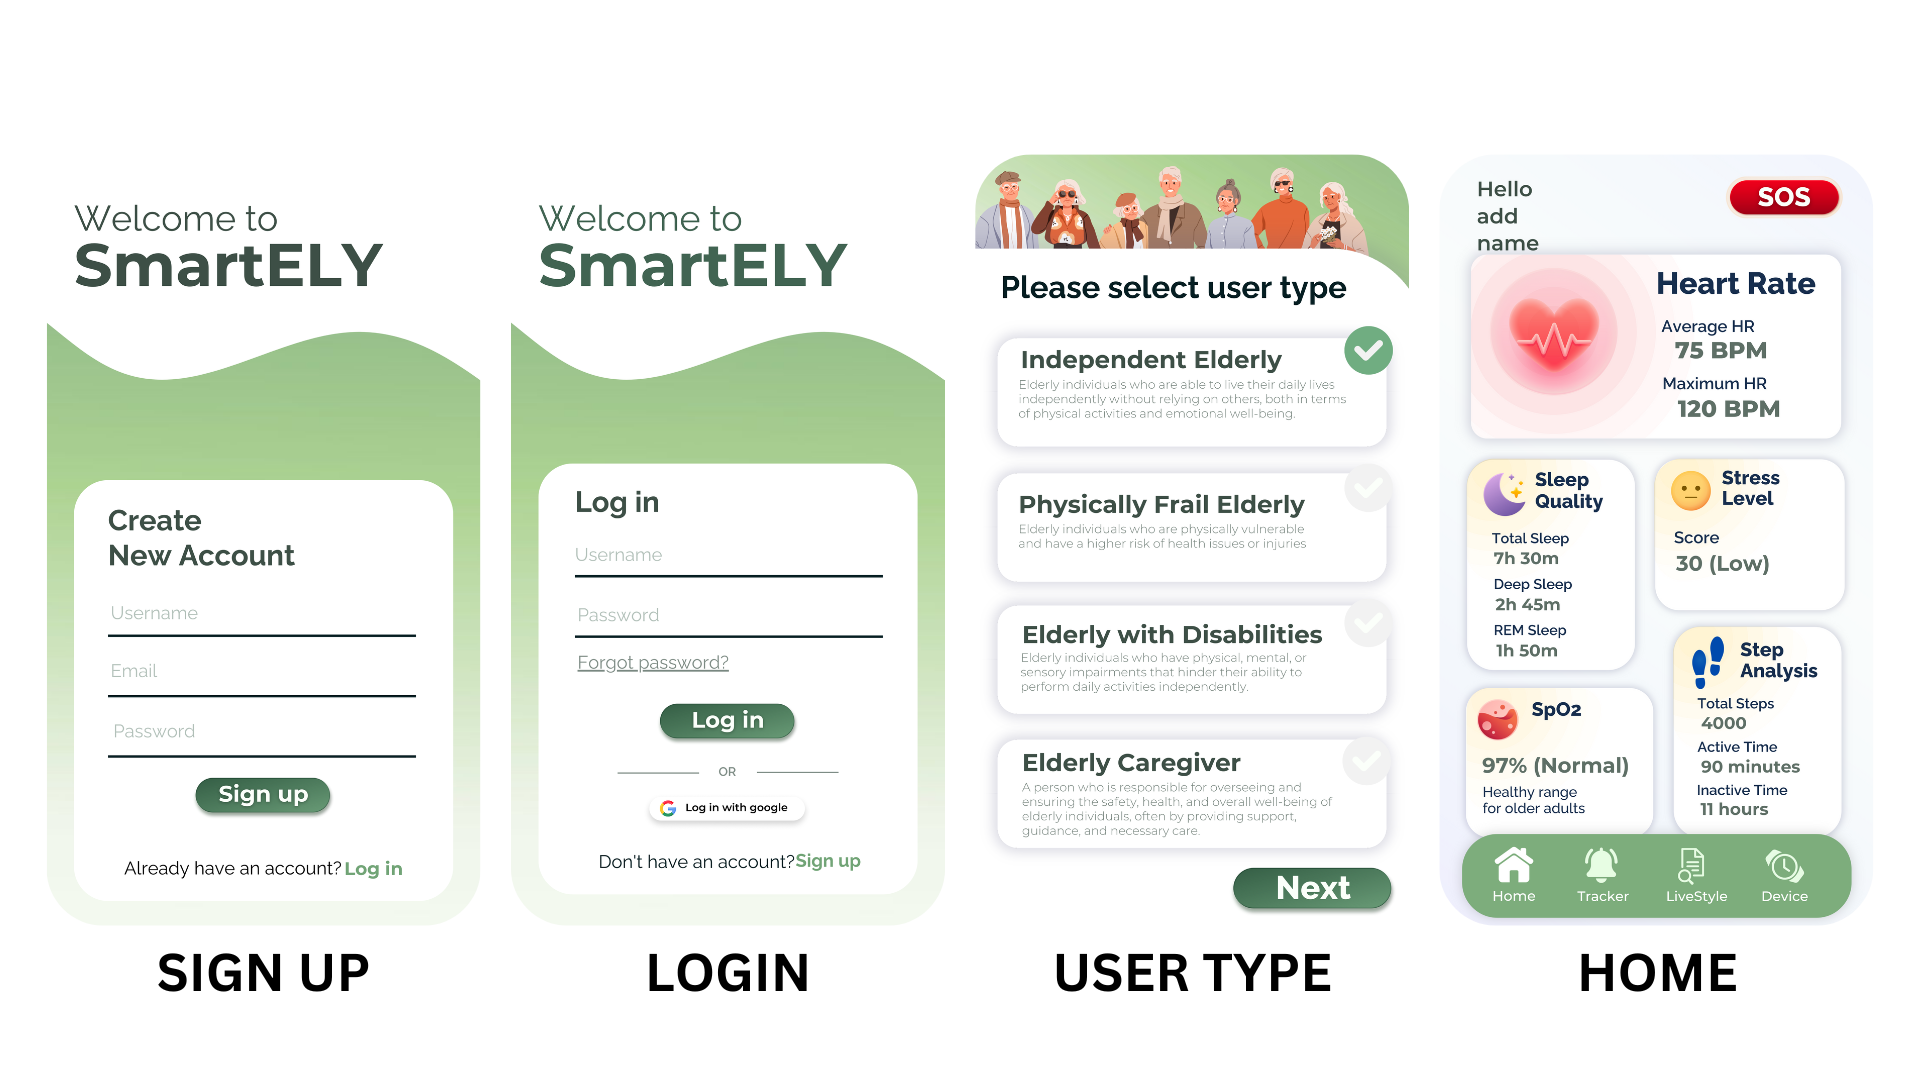 Welcome to
SmartELY
Create
New Account
Username
Email
Password
Sign up
Already have an account? Log in
SIGN UP
Welcome to
SmartELY
Log in
Username
Password
Forgot password?
Log in
OR
Log in with google
Don't have an account?Sign up
LOGIN
Please select user type
Independent Elderly
Elderly individuals who are able to live their daily lives
independently without relying on others, both in terms
of physical activities and emotional well-being.
Physically Frail Elderly
Elderly individuals who are physically vulnerable
and have a higher risk of health issues or injuries
Elderly with Disabilities
Elderly individuals who have physical, mental, or
sensory impairments that hinder their ability to
perform daily activities independently.
Elderly Caregiver
A person who is responsible for overseeing and
ensuring the safety, health, and overall well-being of
elderly individuals, often by providing support,
guidance, and necessary care.
Next
USER TYPE
Hello
add
name
SOS
Heart Rate
Average HR
75 BPM
Maximum HR
120 BPM
Sleep
Quality
Total Sleep
7h 30m
Deep Sleep
2h 45m
REM Sleep
1h 50m
Stress
Level
Score
30 (Low)
SpO2
97% (Normal)
Healthy range
for older adults
Step
Analysis
Total Steps
4000
Active Time
90 minutes
Inactive Time
11 hours
Home
Tracker
LiveStyle
Device
HOME